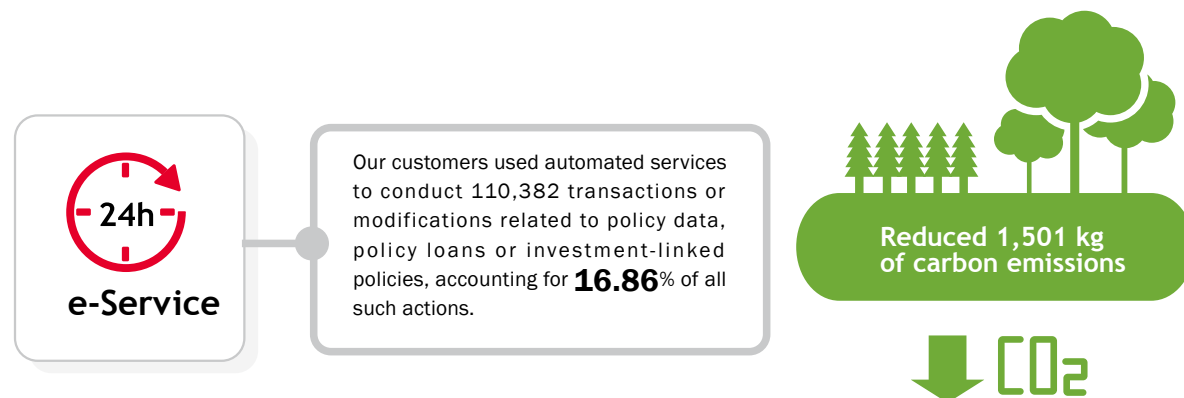 24h
e-Service
Our customers used automated services
to conduct 110,382 transactions or
modifications related to policy data,
policy loans or investment-linked
policies, accounting for 16.86% of all
such actions.
Reduced 1,501 kg
of carbon emissions
CO₂